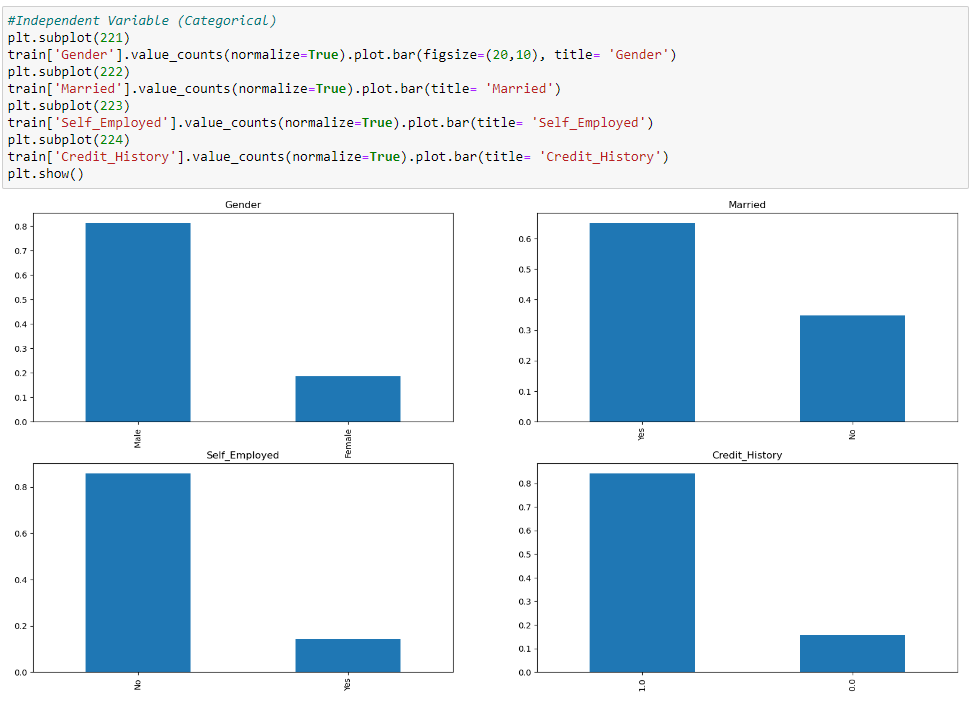 #Independent Variable (Categorical)
plt.subplot(221)
train['Gender'].value_counts(normalize=True).plot.bar(figsize=(20,10), title= 'Gender')
plt.subplot(222)
train['Married'].value_counts(normalize=True).plot.bar(title= 'Married')
plt.subplot(223)
train['Self_Employed'].value_counts(normalize=True).plot.bar(title= 'Self_Employed')
plt.subplot(224)
train['Credit_History'].value_counts(normalize=True).plot.bar(title= 'Credit_History')
plt.show()
Gender
0.8
0.7
0.6
0.5
0.4
0.3
0.2
0.1
0.0
Male
Female
Married
0.6
0.5
0.4
0.3
0.2
0.1
0.0
Yes
No
Self_Employed
0.8
0.6
0.4
0.2
0.0
No
Yes
Credit_History
0.8
0.7
0.6
0.5
0.4
0.3
0.2
0.1
0.0
1.0
0.0